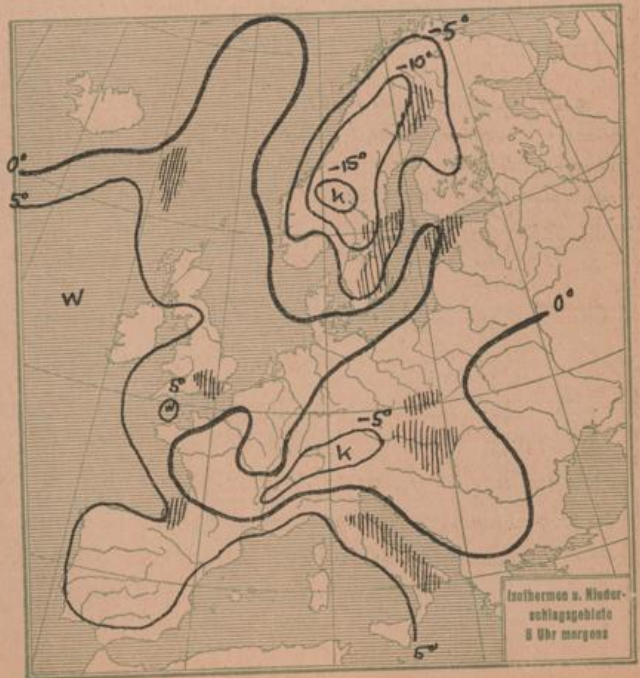 -5°
-10°
0°
5°
-15°
k
W
0°
5°
w
-5°
k
5°
Isothermen u. Nieder-
schlagsgebiete
8 Uhr morgens